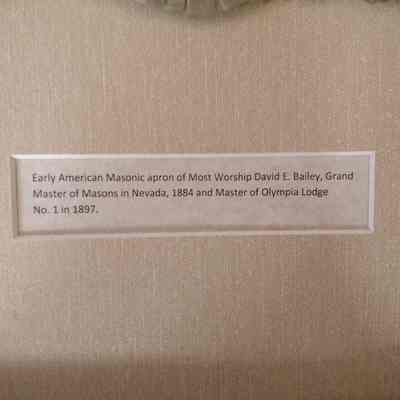 Early American Masonic apron of Most Worship David E. Bailey, Grand
Master of Masons in Nevada, 1884 and Master of Olympia Lodge
No. 1 in 1897.